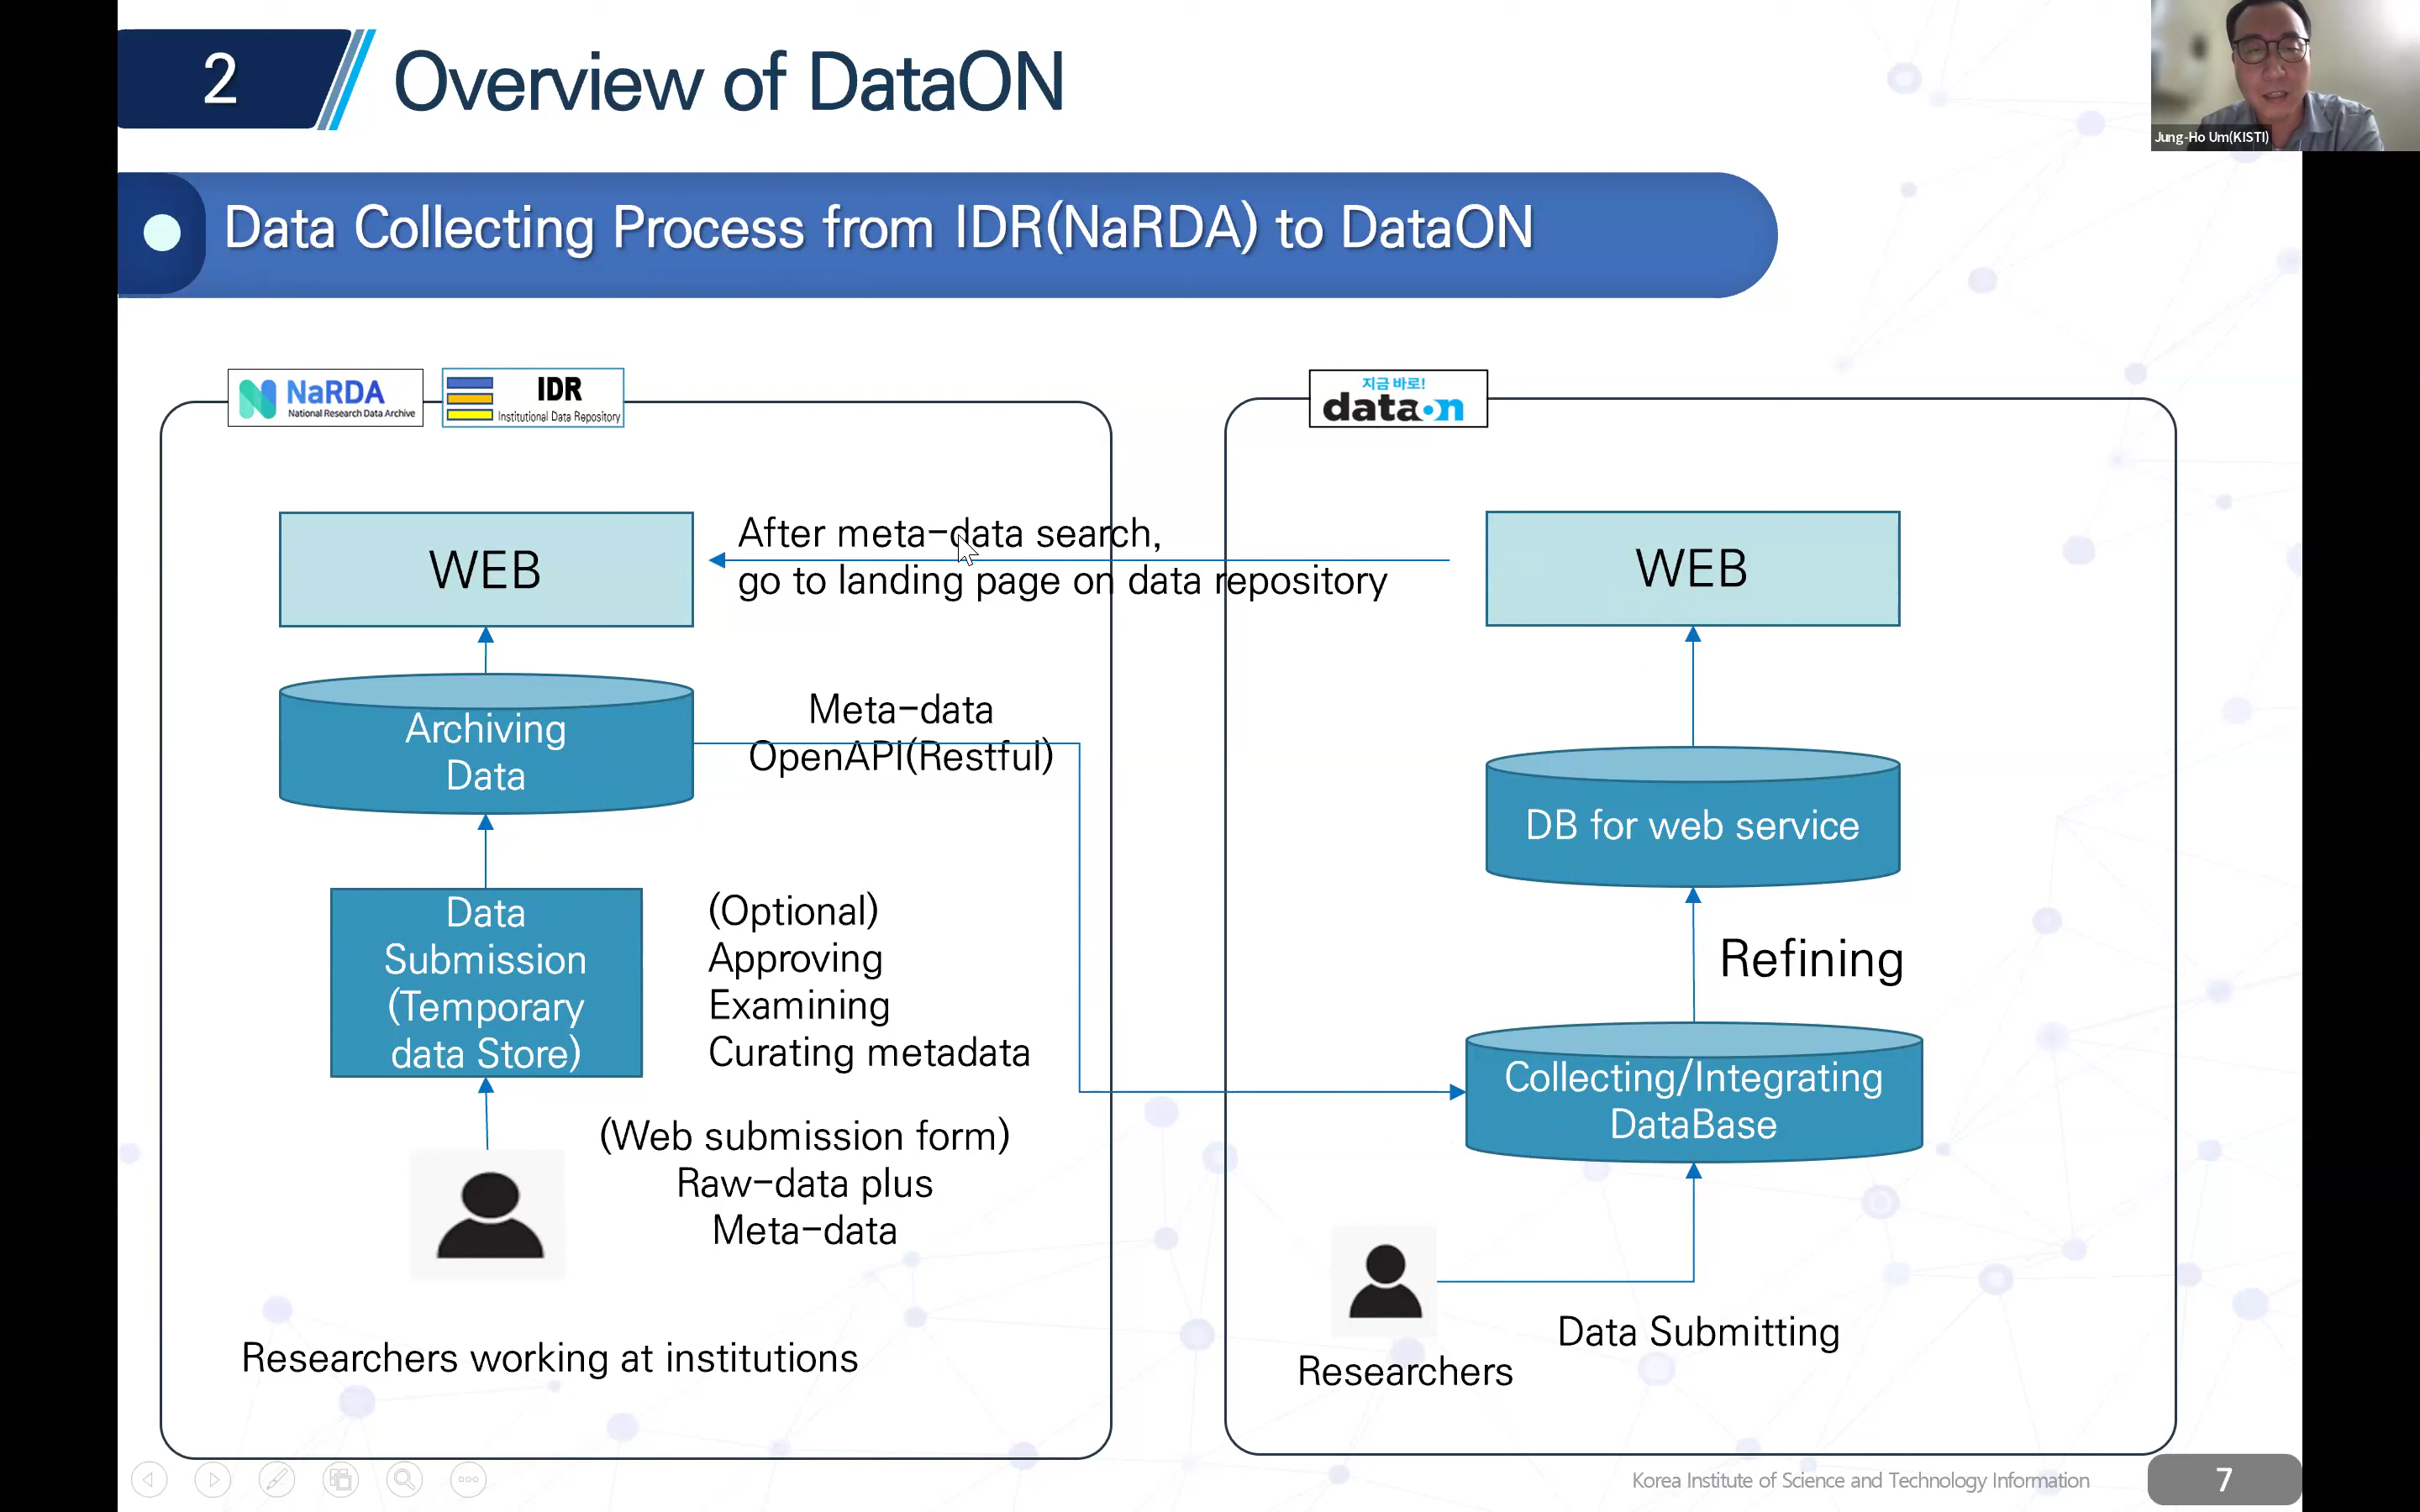 2
Overview of DataON
Jung-Ho Um(KISTI)
Data Collecting Process from IDR(NaRDA) to DataON
NaRDA
National Research Data Archive
IDR
Institutional Data Repository
지금 바로!
dataon
WEB
After meta-data search,
go to landing page on data repository
WEB
Archiving
Data
Meta-data
OpenAPI(Restful)
DB for web service
Data
Submission
(Temporary
data Store)
(Optional)
Approving
Examining
Curating metadata
Refining
Collecting/Integrating
DataBase
(Web submission form)
Raw-data plus
Meta-data
Researchers working at institutions
Data Submitting
Researchers
Korea Institute of Science and Technology Information
7